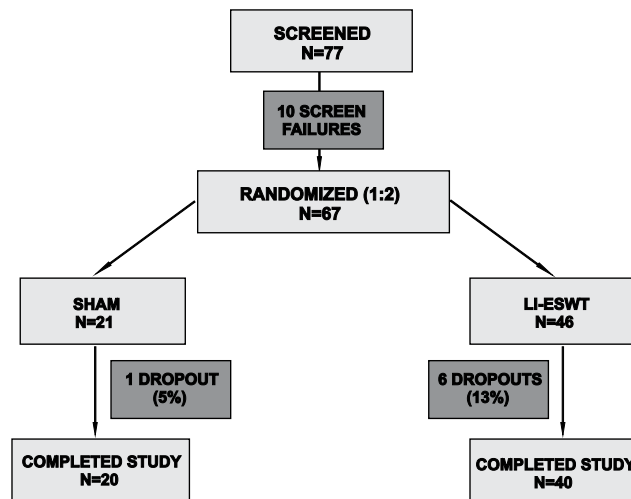 SCREENED
N=77
10 SCREEN
FAILURES
RANDOMIZED (1:2)
N=67
SHAM
N=21
LI-ESWT
N=46
1 DROPOUT
(5%)
6 DROPOUTS
(13%)
COMPLETED STUDY
N=20
COMPLETED STUDY
N=40